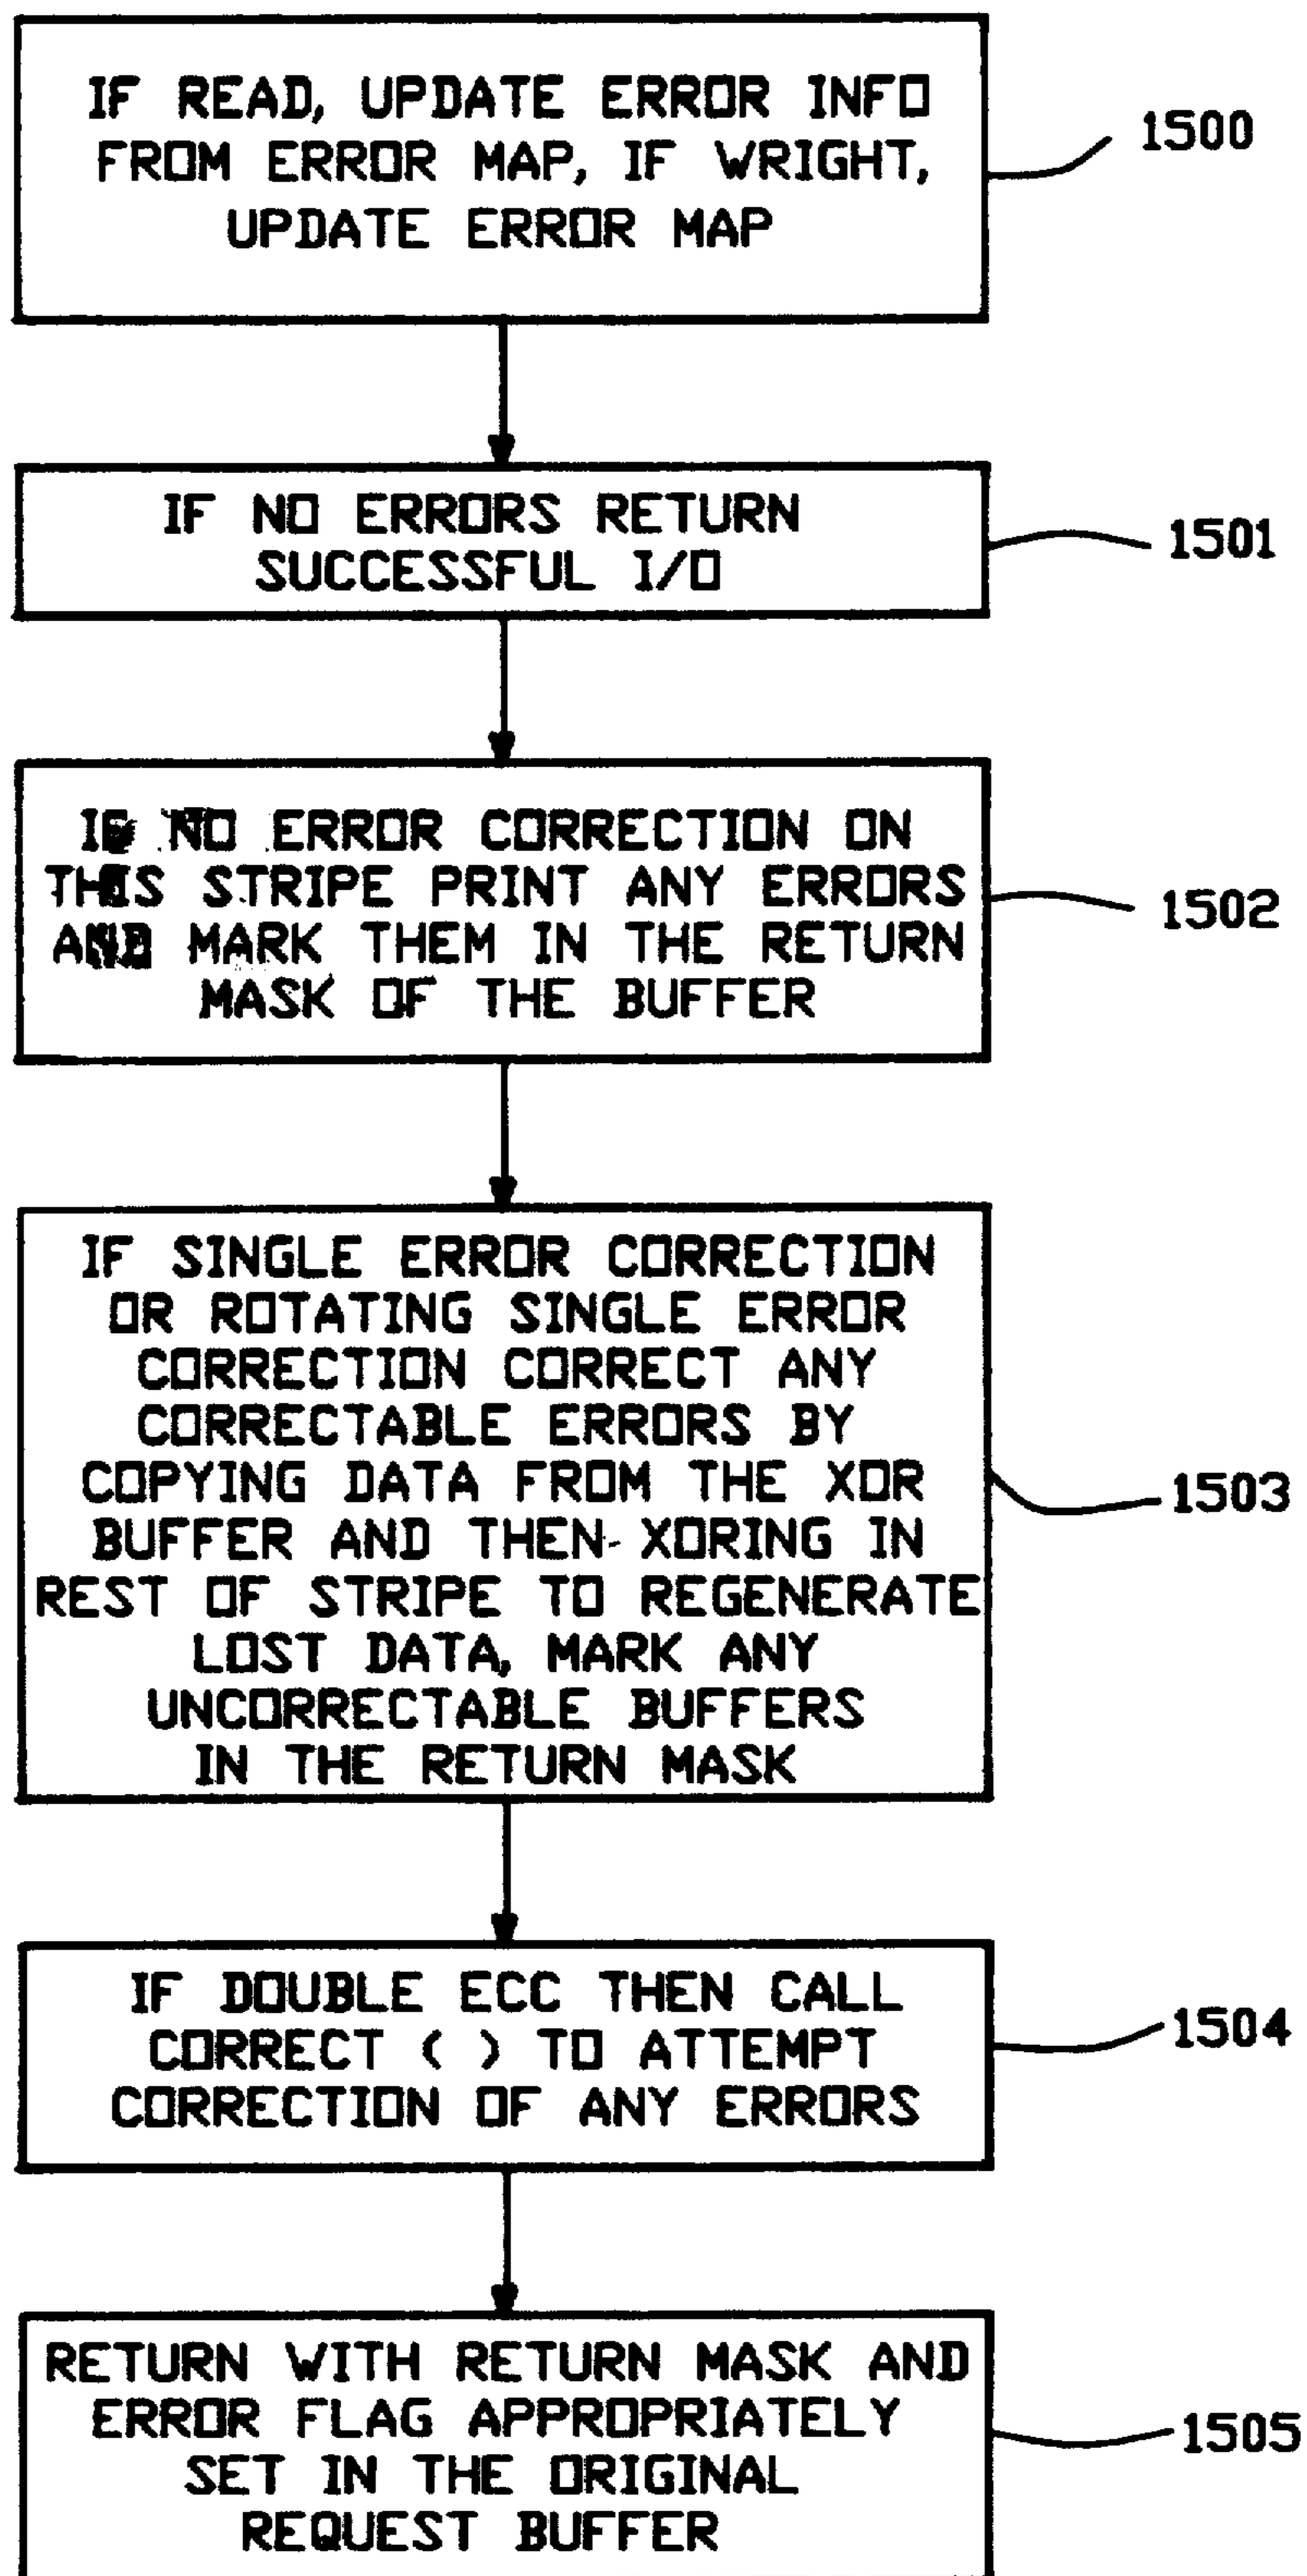 IF READ, UPDATE ERROR INFO
FROM ERROR MAP, IF WRIGHT,
UPDATE ERROR MAP
1500
IF NO ERRORS RETURN
SUCCESSFUL I/O
1501
IF NO ERROR CORRECTION ON
THIS STRIPE PRINT ANY ERRORS
AND MARK THEM IN THE RETURN
MASK OF THE BUFFER
1502
IF SINGLE ERROR CORRECTION
OR ROTATING SINGLE ERROR
CORRECTION CORRECT ANY
CORRECTABLE ERRORS BY
COPYING DATA FROM THE XOR
BUFFER AND THEN XORING IN
REST OF STRIPE TO REGENERATE
LOST DATA, MARK ANY
UNCORRECTABLE BUFFERS
IN THE RETURN MASK
1503
IF DOUBLE ECC THEN CALL
CORRECT ( ) TO ATTEMPT
CORRECTION OF ANY ERRORS
1504
RETURN WITH RETURN MASK AND
ERROR FLAG APPROPRIATELY
SET IN THE ORIGINAL
REQUEST BUFFER
1505